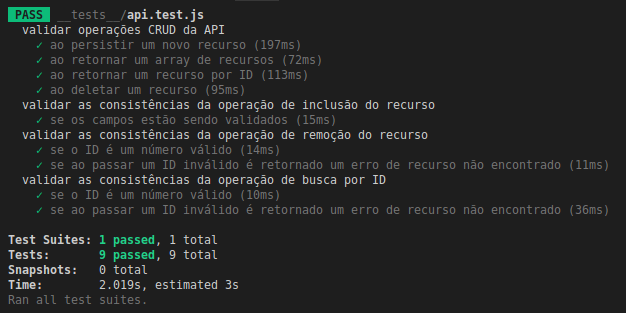 PASS __tests__/api.test.js
validar operações CRUD da API
✓ ao persistir um novo recurso (197ms)
✓ ao retornar um array de recursos (72ms)
✓ ao retornar um recurso por ID (113ms)
✓ ao deletar um recurso (95ms)
validar as consistências da operação de inclusão do recurso
✓ se os campos estão sendo validados (15ms)
validar as consistências da operação de remoção do recurso
✓ se o ID é um número válido (14ms)
✓ se ao passar um ID inválido é retornado um erro de recurso não encontrado (11ms)
validar as consistências da operação de busca por ID
✓ se o ID é um número válido (10ms)
✓ se ao passar um ID inválido é retornado um erro de recurso não encontrado (36ms)
Test Suites: 1 passed, 1 total
Tests: 9 passed, 9 total
Snapshots: 0 total
Time: 2.019s, estimated 3s
Ran all test suites.